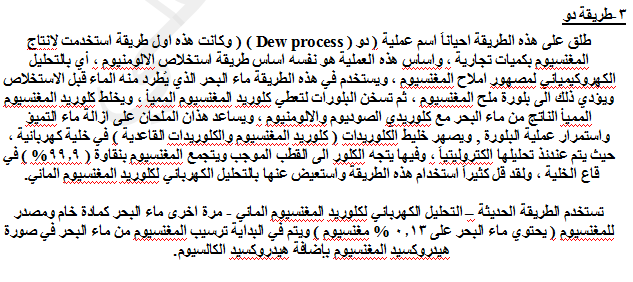 ٣ -طريقة دو
طلق على هذه الطريقة احياناً اسم عملية ( دو ( Dew process ) ( وكانت هذه اول طريقة استخدمت لإنتاج
المغنسيوم بكميات تجارية ، واساس هذه العملية هو نفسه اساس طريقة استخلاص الالومنيوم ، أي بالتحليل
الكهروكيميائي لمصهور املاح المغنسيوم ، ويستخدم في هذه الطريقة ماء البحر الذي يُطرد منه الماء قبل الاستخلاص
ويؤدي ذلك الى بلورة ملح المغنسيوم ، ثم تسخن البلورات لتعطي كلوريد المغنسيوم المميأ ، ويخلط كلوريد المغنسيوم
المميأ الناتج من ماء البحر مع كلوريدي الصوديوم والالومنيوم ، ويساعد هذان الملحان على ازالة ماء التميؤ
واستمرار عملية البلورة , ويصهر خليط الكلوريدات ( كلوريد المغنسيوم والكلوريدات القاعدية ) في خلية كهربائية ،
حيث يتم عندئذ تحليلها الكتروليتياً ، وفيها يتجه الكلور الى القطب الموجب ويتجمع المغنسيوم بنقاوة ( ٩٩,٩% ) في
قاع الخلية ، ولقد قل كثيراً استخدام هذه الطريقة واستعيض عنها بالتحليل الكهربائي لكلوريد المغنسيوم المائي.
تستخدم الطريقة الحديثة – التحليل الكهربائي لكلوريد المغنسيوم المائي - مرة اخرى ماء البحر كمادة خام ومصدر
للمغنسيوم ( يحتوي ماء البحر على ٠,١٣ % مغنسيوم ) ويتم في البداية ترسيب المغنسيوم من ماء البحر في صورة
هيدروكسيد المغنسيوم بإضافة هيدروكسيد الكالسيوم.